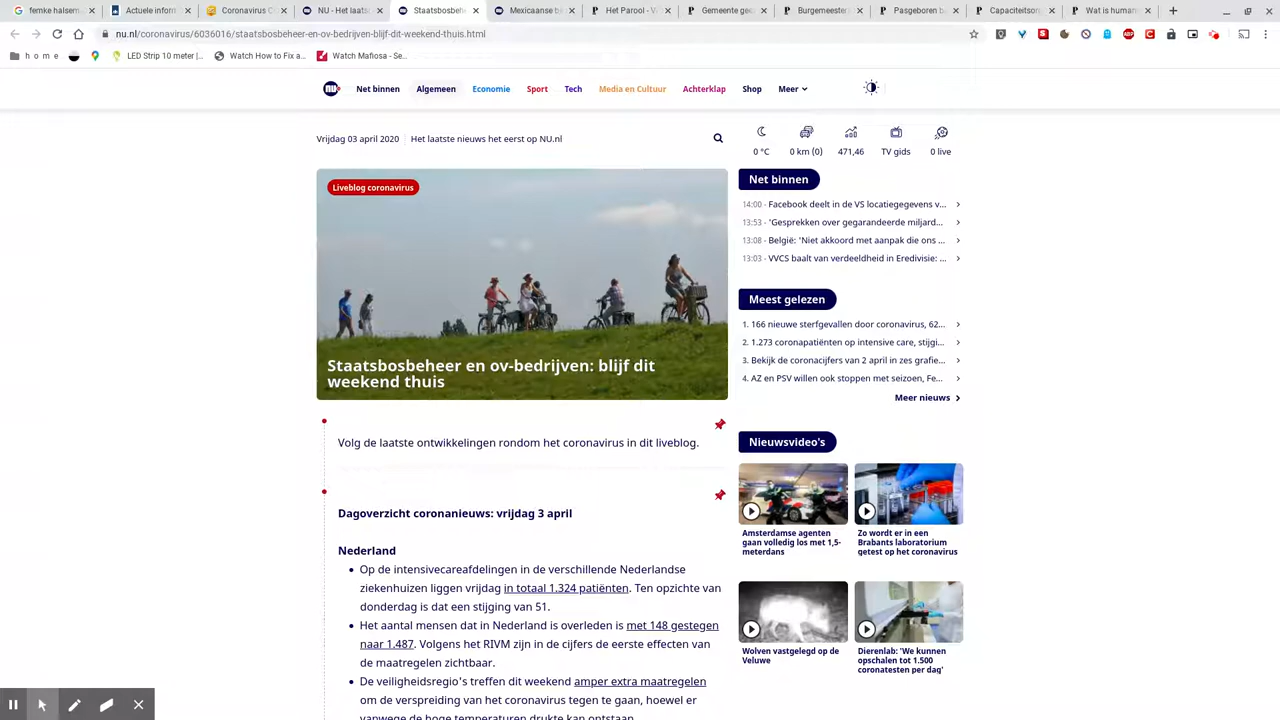 femke halsem
Actuele inform
Coronavirus C
NU - Het laats
Staatsbosbehe
Mexicaanse bi
Het Parool - V
Gemeente gek
Burgemeester
Pasgeboren b
Capaciteitsor
Wat is human
nu.nl/coronavirus/6036016/staatsbosbeheer-en-ov-bedrijven-blijf-dit-weekend-thuis.html
h o m e
LED Strip 10 meter |...
Watch How to Fix a...
Watch Mafiosa - Se...
nu
Net binnen
Algemeen
Economie
Sport
Tech
Media en Cultuur
Achterklap
Shop
Meer
Vrijdag 03 april 2020
Het laatste nieuws het eerst op NU.nl
0 °C
0 km (0)
471,46
TV gids
0 live
Liveblog coronavirus
Staatsbosbeheer en ov-bedrijven: blijf dit
weekend thuis
Volg de laatste ontwikkelingen rondom het coronavirus in dit liveblog.
Dagoverzicht coronanieuws: vrijdag 3 april
Nederland
• Op de intensivecareafdelingen in de verschillende Nederlandse
ziekenhuizen liggen vrijdag in totaal 1.324 patiënten. Ten opzichte van
donderdag is dat een stijging van 51.
• Het aantal mensen dat in Nederland is overleden is met 148 gestegen
naar 1.487. Volgens het RIVM zijn in de cijfers de eerste effecten van
de maatregelen zichtbaar.
• De veiligheidsregio's treffen dit weekend amper extra maatregelen
om de verspreiding van het coronavirus tegen te gaan, hoewel er
vanwege de hoge temperaturen drukte kan ontstaan.
Net binnen
14:00 - Facebook deelt in de VS locatiegegevens v...
13:53 - 'Gesprekken over gegarandeerde miljard...
13:08 - België: 'Niet akkoord met aanpak die ons ...
13:03 - VVCS baalt van verdeeldheid in Eredivisie: ...
Meest gelezen
1. 166 nieuwe sterfgevallen door coronavirus, 62...
2. 1.273 coronapatiënten op intensive care, stijgi...
3. Bekijk de coronacijfers van 2 april in zes grafie...
4. AZ en PSV willen ook stoppen met seizoen, Fe...
Meer nieuws
Nieuwsvideo's
Amsterdamse agenten
gaan volledig los met 1,5-
meterdans
Zo wordt er in een
Brabants laboratorium
getest op het coronavirus
Wolven vastgelegd op de
Veluwe
Dierenlab: 'We kunnen
opschalen tot 1.500
coronatesten per dag'